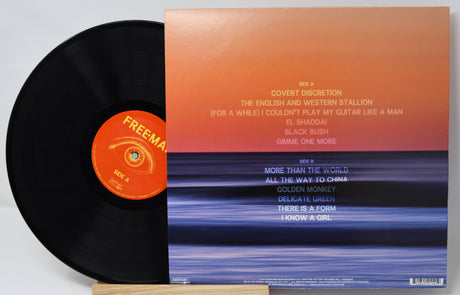 FREEMA
SIDE A
SIDE A
COVERT DISCRETION
THE ENGLISH AND WESTERN STALLION
(FOR A WHILE) I COULDN'T PLAY MY GUITAR LIKE A MAN
EL SHADDAI
BLACK BUSH
GIMME ONE MORE
SIDE B
MORE THAN THE WORLD
ALL THE WAY TO CHINA
GOLDEN MONKEY
DELICATE GREEN
THERE IS A FORM
I KNOW A GIRL